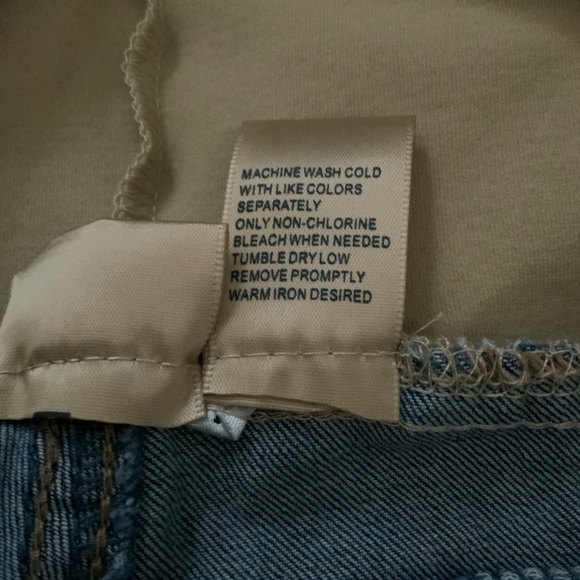 MACHINE WASH COLD
WITH LIKE COLORS
SEPARATELY
ONLY NON-CHLORINE
BLEACH WHEN NEEDED
TUMBLE DRY LOW
REMOVE PROMPTLY
WARM IRON DESIRED